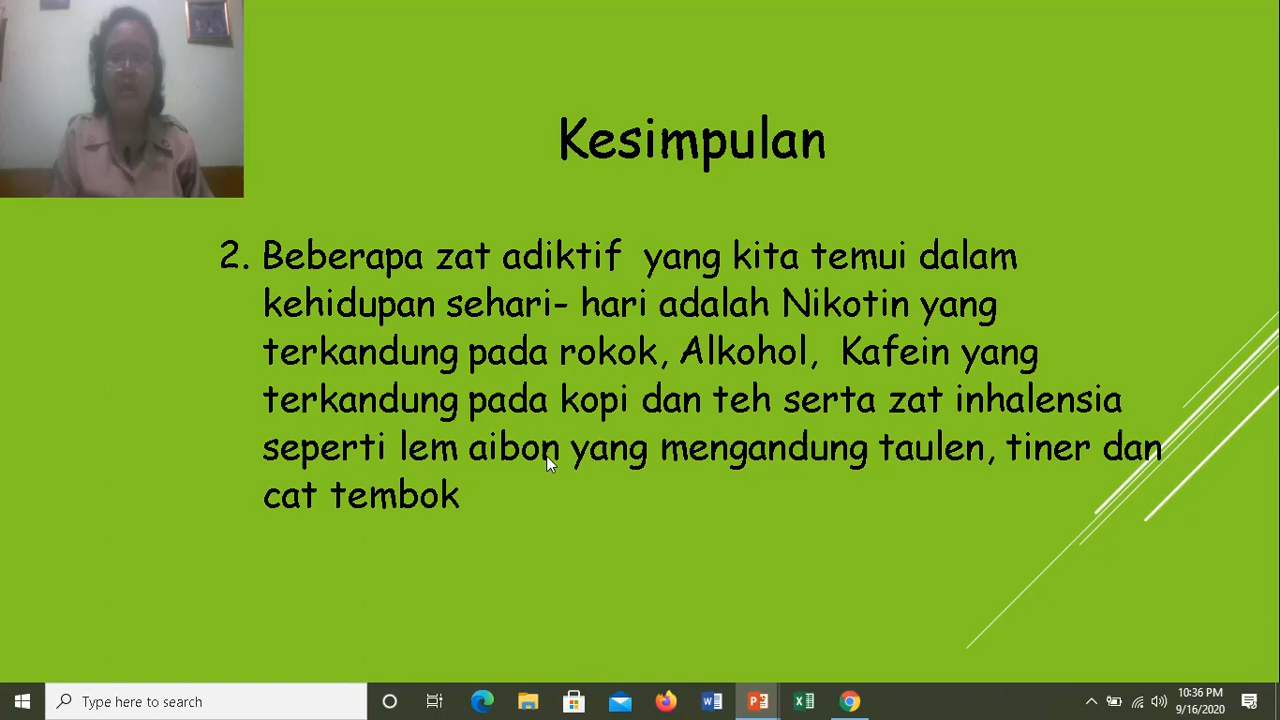 Kesimpulan
2. Beberapa zat adiktif yang kita temui dalam
kehidupan sehari- hari adalah Nikotin yang
terkandung pada rokok, Alkohol, Kafein yang
terkandung pada kopi dan teh serta zat inhalensia
seperti lem aibon yang mengandung taulen, tiner dan
cat tembok
Type here to search
10:36 PM
9/16/2020